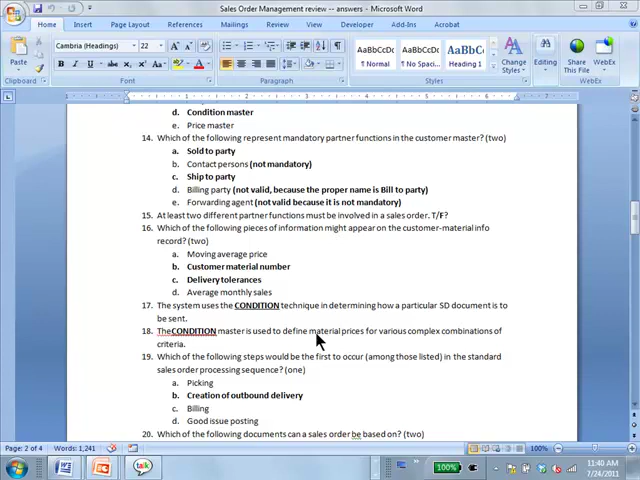 Sales Order Management review -- answers - Microsoft Word
Home Insert Page Layout References Mailings Review View Developer Add-Ins Acrobat
Paste
Cambria (Headings) 22
AaBbCcDc AaBbCcDc AaBbCc
¶ Normal ¶ No Spaci... Heading 1
Change Styles
Editing
Share This File
WebEx
Clipboard Font Paragraph Styles WebEx
d. Condition master
e. Price master
14. Which of the following represent mandatory partner functions in the customer master? (two)
a. Sold to party
b. Contact persons (not mandatory)
c. Ship to party
d. Billing party (not valid, because the proper name is Bill to party)
e. Forwarding agent (not valid because it is not mandatory)
15. At least two different partner functions must be involved in a sales order. T/F?
16. Which of the following pieces of information might appear on the customer-material info
record? (two)
a. Moving average price
b. Customer material number
c. Delivery tolerances
d. Average monthly sales
17. The system uses the CONDITION technique in determining how a particular SD document is to
be sent.
18. TheCONDITION master is used to define material prices for various complex combinations of
criteria.
19. Which of the following steps would be the first to occur (among those listed) in the standard
sales order processing sequence? (one)
a. Picking
b. Creation of outbound delivery
c. Billing
d. Good issue posting
20. Which of the following documents can a sales order be based on? (two)
Page: 2 of 4 Words: 1,241 100%
talk
100%
11:40 AM
7/24/2011